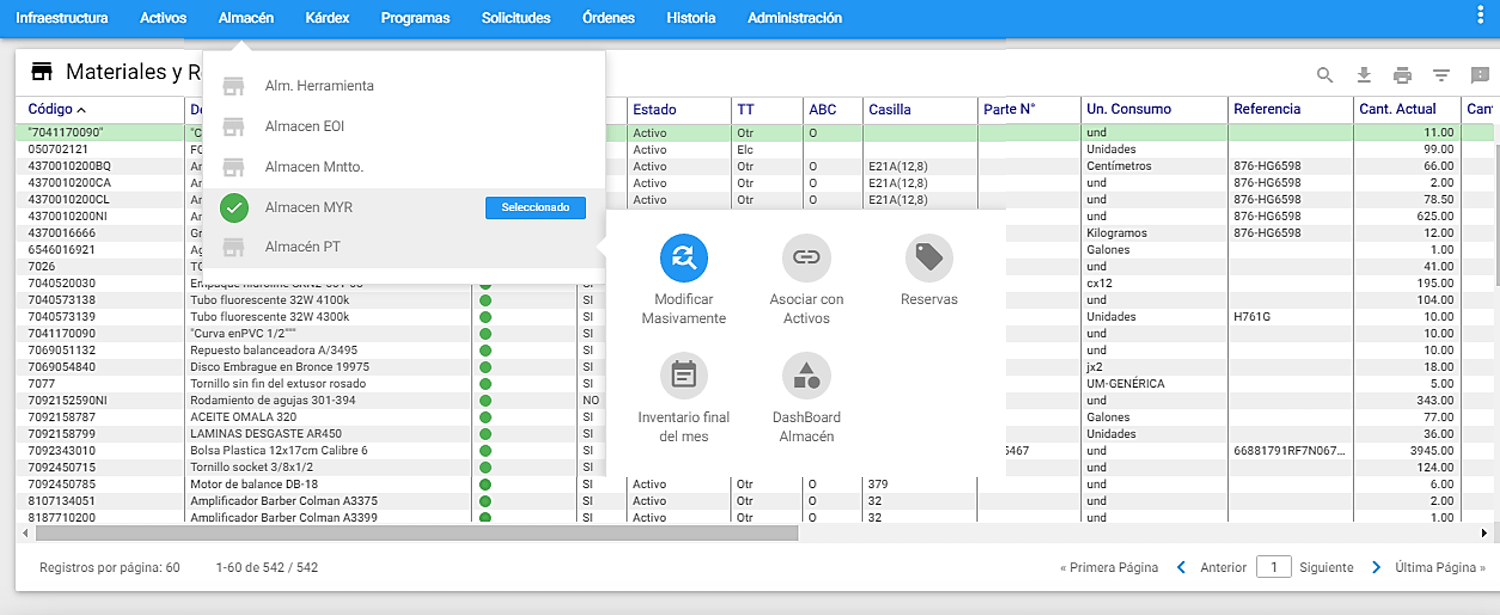 Infraestructura Activos Almacén Kárdex Programas Solicitudes Órdenes Historia Administración
Materiales y R
Alm. Herramienta
Almacen EOI
Almacen Mntto.
Almacen MYR Seleccionado
Almacén PT
Modificar Masivamente
Asociar con Activos
Reservas
Inventario final del mes
DashBoard Almacén
Código De Estado TT ABC Casilla Parte N° Un. Consumo Referencia Cant. Actual Cant
"7041170090" "C Activo Otr O und 11.00
050702121 FO Activo Elc Unidades 99.00
4370010200BQ An Activo Otr O E21A(12,8) Centímetros 876-HG6598 66.00
4370010200CA An Activo Otr O E21A(12,8) und 876-HG6598 2.00
4370010200CL An Activo Otr O E21A(12,8) und 876-HG6598 78.50
4370010200NI An und 876-HG6598 625.00
4370016666 Gr Kilogramos 876-HG6598 12.00
6546016921 Ag Galones 1.00
7026 TO und 41.00
7040520030 SI cx12 195.00
7040573138 Tubo fluorescente 32W 4100k SI und 104.00
7040573139 Tubo fluorescente 32W 4300k SI Unidades H761G 10.00
7041170090 "Curva enPVC 1/2""" SI und 10.00
7069051132 Repuesto balanceadora A/3495 SI und 10.00
7069054840 Disco Embrague en Bronce 19975 SI jx2 18.00
7077 Tornillo sin fin del extusor rosado SI UM-GENÉRICA 5.00
7092152590NI Rodamiento de agujas 301-394 NO und 343.00
7092158787 ACEITE OMALA 320 SI Galones 77.00
7092158799 LAMINAS DESGASTE AR450 SI Unidades 36.00
7092343010 Bolsa Plastica 12x17cm Calibre 6 SI 5467 und 66881791RF7N067... 3945.00
7092450715 Tornillo socket 3/8x1/2 SI und 124.00
7092450785 Motor de balance DB-18 SI Activo Otr O 379 und 6.00
8107134051 Amplificador Barber Colman A3375 SI Activo Otr O 32 und 2.00
8187710200 Amplificador Barber Colman A3399 SI Activo Otr O 32 und 1.00
Registros por página: 60 1-60 de 542 / 542 « Primera Página Anterior 1 Siguiente Última Página »